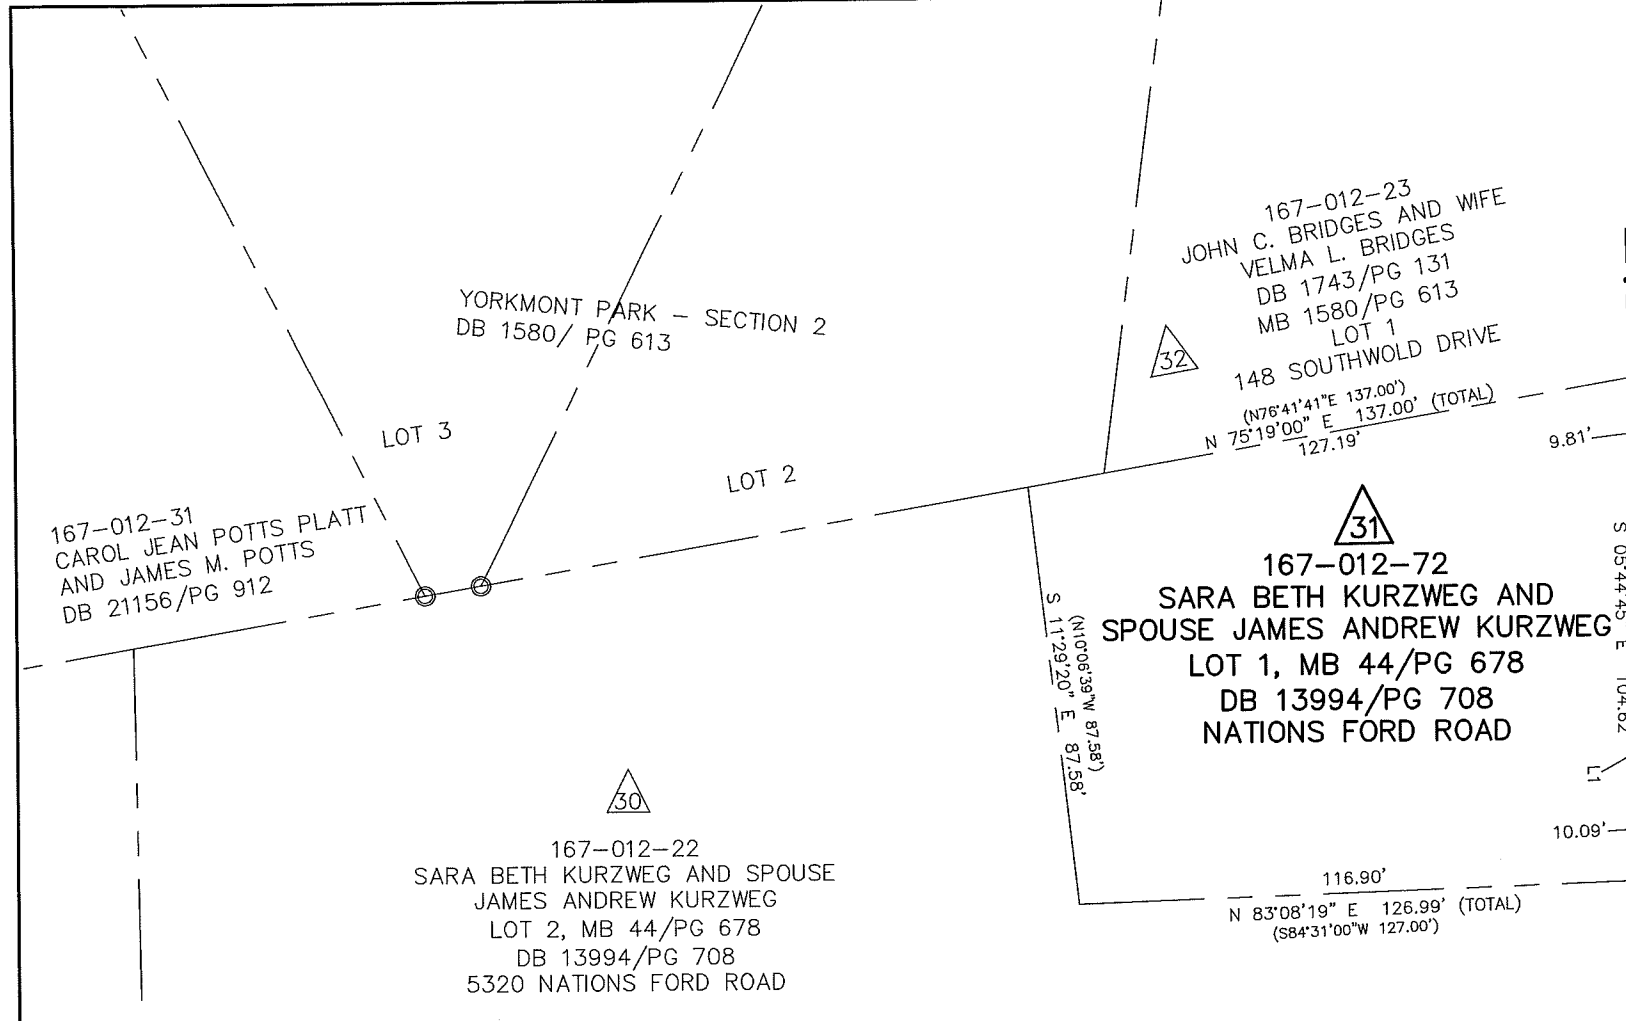 167-012-23
JOHN C. BRIDGES AND WIFE
VELMA L. BRIDGES
DB 1743/PG 131
MB 1580/PG 613
LOT 1
148 SOUTHWOLD DRIVE
32
YORKMONT PARK - SECTION 2
DB 1580/ PG 613
LOT 3
LOT 2
(N76°41'41"E 137.00')
N 75°19'00" E 137.00' (TOTAL)
127.19'
9.81'
167-012-31
CAROL JEAN POTTS PLATT
AND JAMES M. POTTS
DB 21156/PG 912
31
167-012-72
SARA BETH KURZWEG AND
SPOUSE JAMES ANDREW KURZWEG
LOT 1, MB 44/PG 678
DB 13994/PG 708
NATIONS FORD ROAD
(N10°06'39"W 87.58')
S 11°29'20" E 87.58'
S 05°44'45 E 104.62
L1
10.09'
30
167-012-22
SARA BETH KURZWEG AND SPOUSE
JAMES ANDREW KURZWEG
LOT 2, MB 44/PG 678
DB 13994/PG 708
5320 NATIONS FORD ROAD
116.90'
N 83°08'19" E 126.99' (TOTAL)
(S84°31'00"W 127.00')